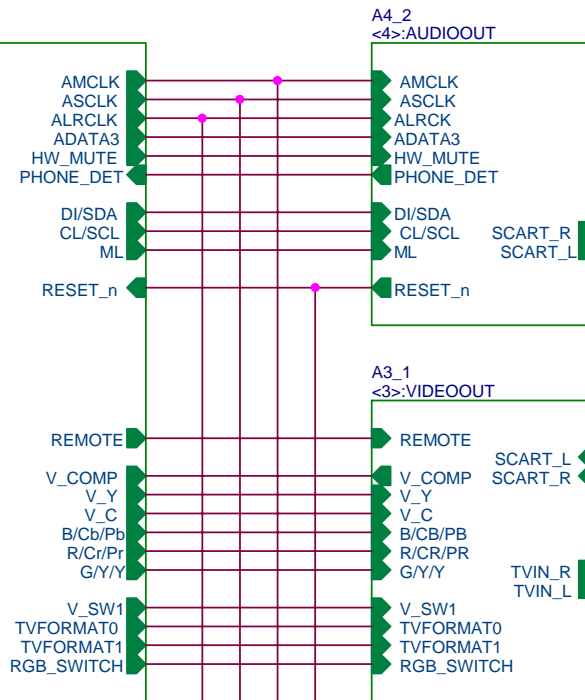 A4_2
<4>:AUDIOOUT
AMCLK AMCLK
ASCLK ASCLK
ALRCLK ALRCK
ADATA3 ADATA3
HW_MUTE HW_MUTE
PHONE_DET PHONE_DET
DI/SDA DI/SDA
CL/SCL CL/SCL SCART_R
ML ML SCART_L
RESET_n RESET_n
A3_1
<3>:VIDEOOUT
REMOTE REMOTE
SCART_L
V_COMP V_COMP SCART_R
V_Y V_Y
V_C V_C
B/Cb/Pb B/CB/PB
R/Cr/Pr R/CR/PR
G/Y/Y G/Y/Y TVIN_R
TVIN_L
V_SW1 V_SW1
TVFORMAT0 TVFORMAT0
TVFORMAT1 TVFORMAT1
RGB_SWITCH RGB_SWITCH